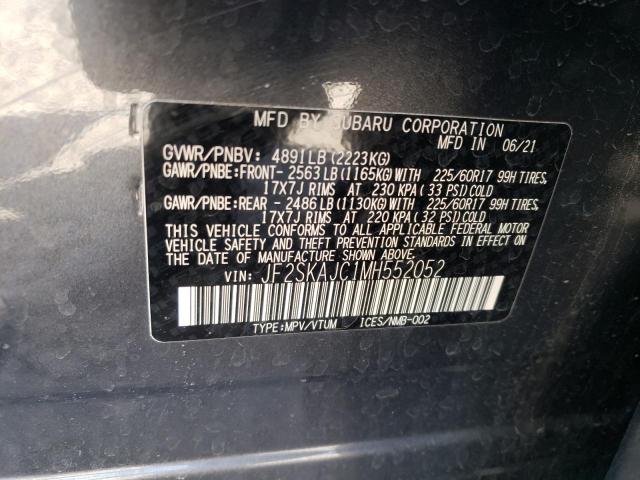 MFD BY SUBARU CORPORATION
MFD IN 06/21
GVWR/PNBV: 4891LB(2223KG)
GAWR/PNBE:FRONT- 2563LB(1165KG)WITH 225/60R17 99H TIRES,
17X7J RIMS AT 230 KPA(33 PSI)COLD
GAWR/PNBE:REAR - 2486LB(1130KG)WITH 225/60R17 99H TIRES,
17X7J RIMS AT 220 KPA(32 PSI)COLD
THIS VEHICLE CONFORMS TO ALL APPLICABLE FEDERAL MOTOR
VEHICLE SAFETY AND THEFT PREVENTION STANDARDS IN EFFECT ON
THE DATE OF MANUFACTURE SHOWN ABOVE.
VIN: JF2SKAJC1MH552052
TYPE:MPV/VTUM ICES/NMB-002